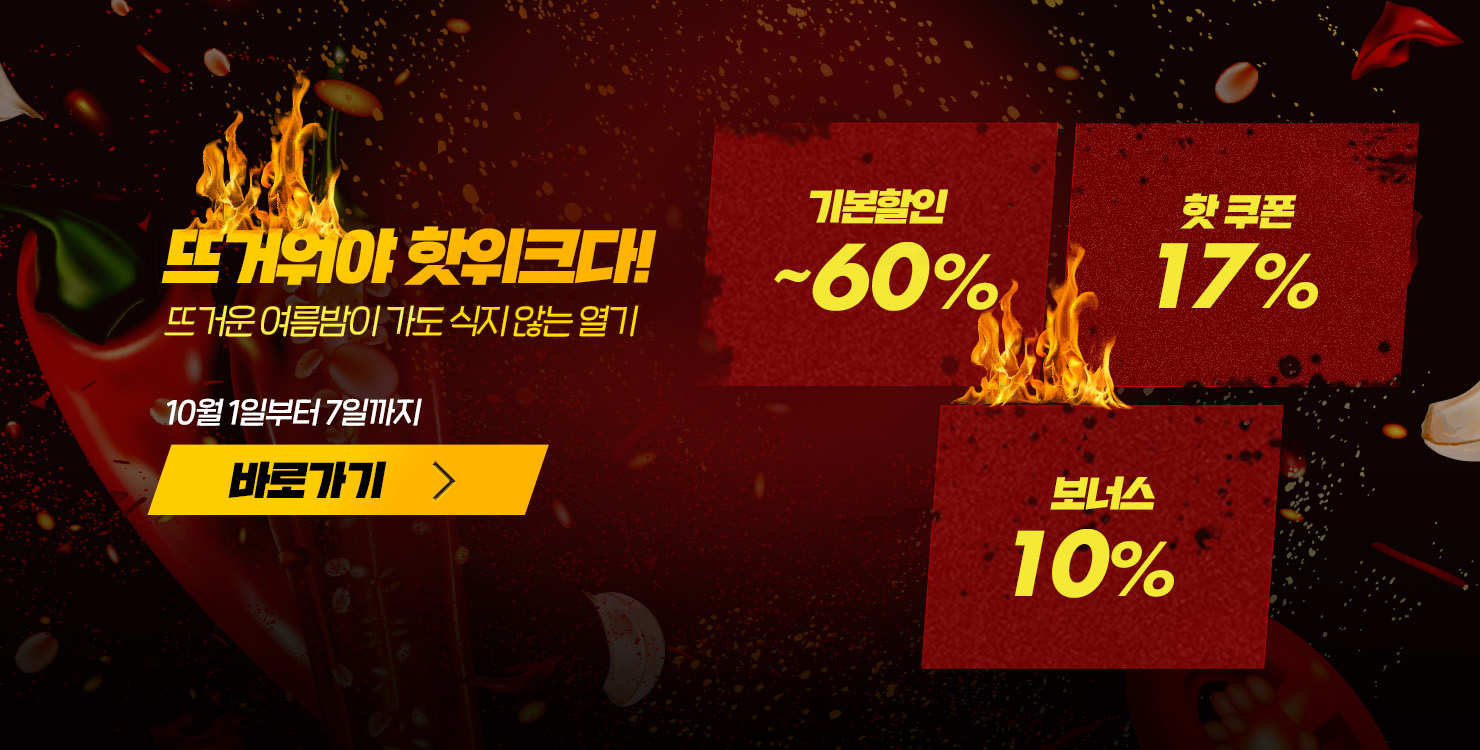 뜨거워야 핫위크다!
뜨거운 여름밤이 가도 식지 않는 열기
10월 1일부터 7일까지
바로가기
기본할인
~60%
핫 쿠폰
17%
보너스
10%